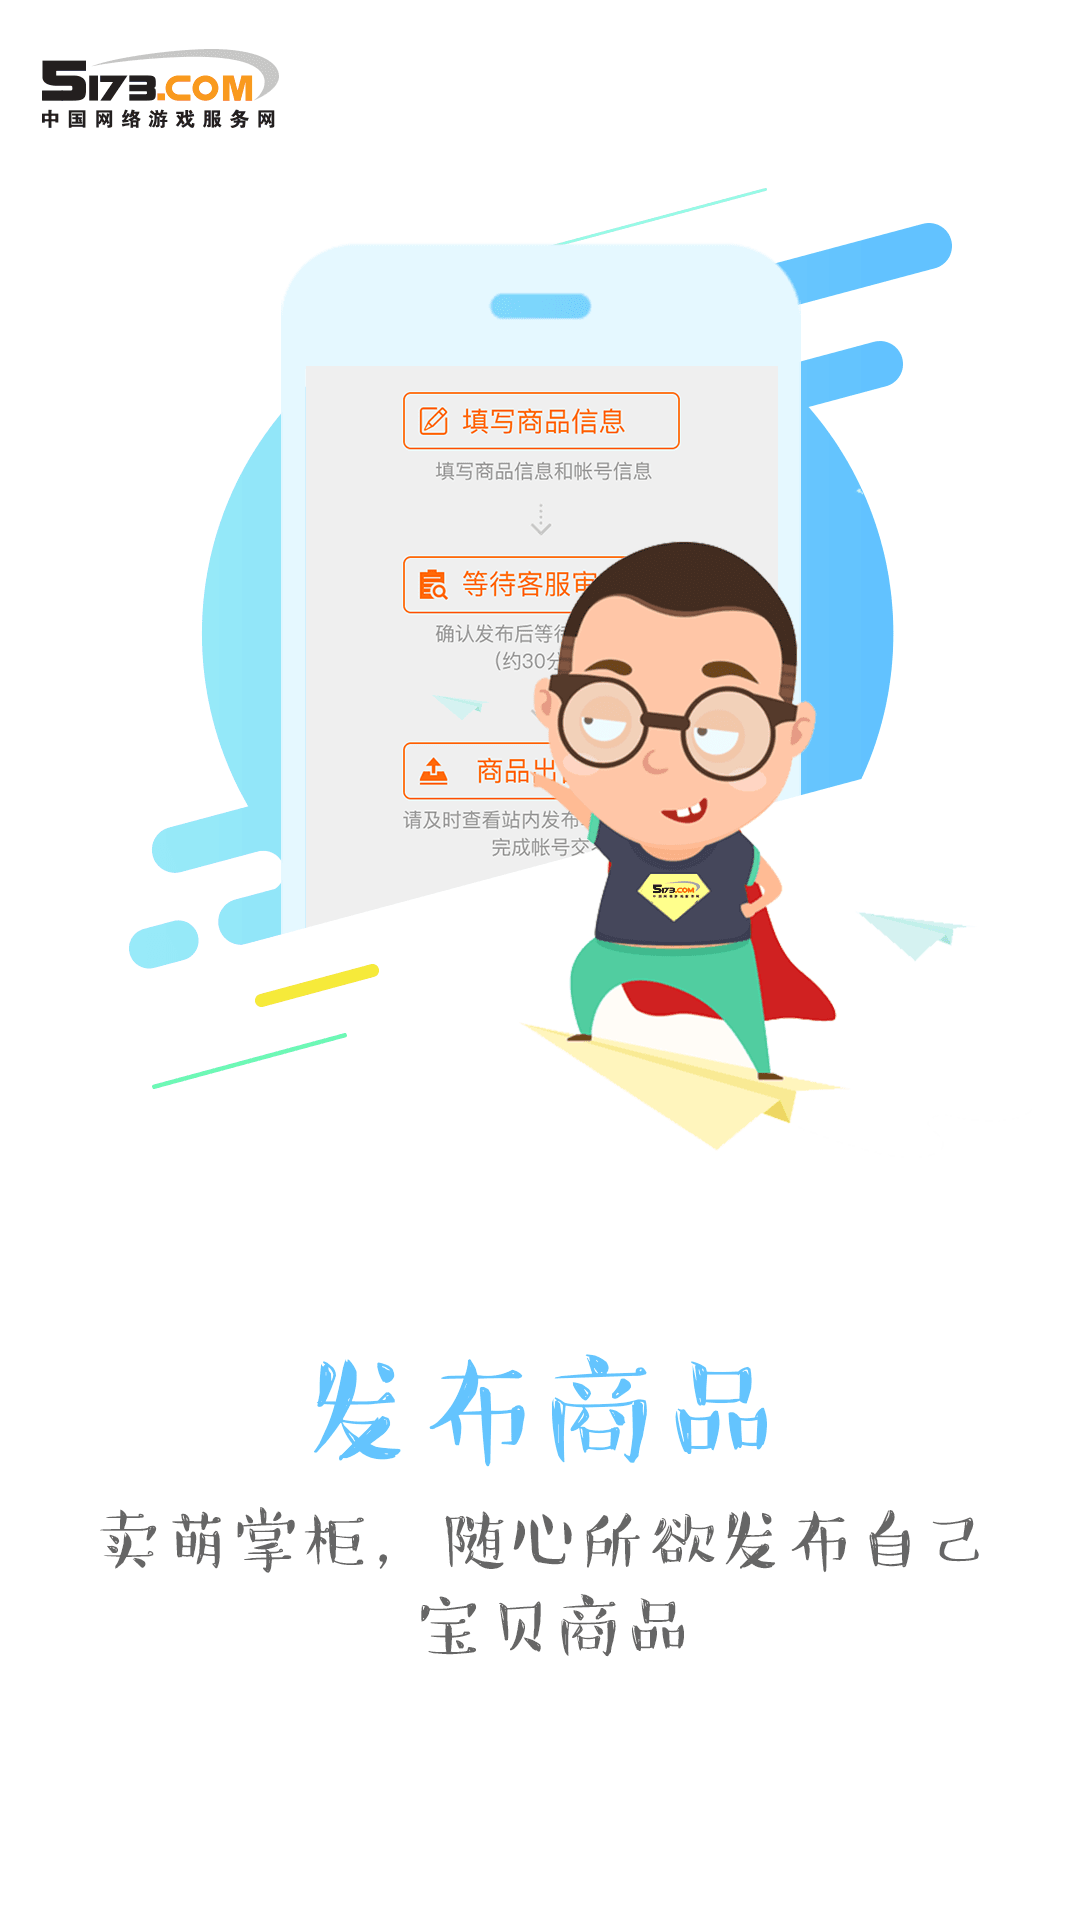 5173.COM
中国网络游戏服务网
填写商品信息
填写商品信息和帐号信息
等待客服审
确认发布后等待
（约30分
商品出
请及时查看站内发布
完成帐号交
5173.COM
发布商品
卖萌掌柜，随心所欲发布自己
宝贝商品